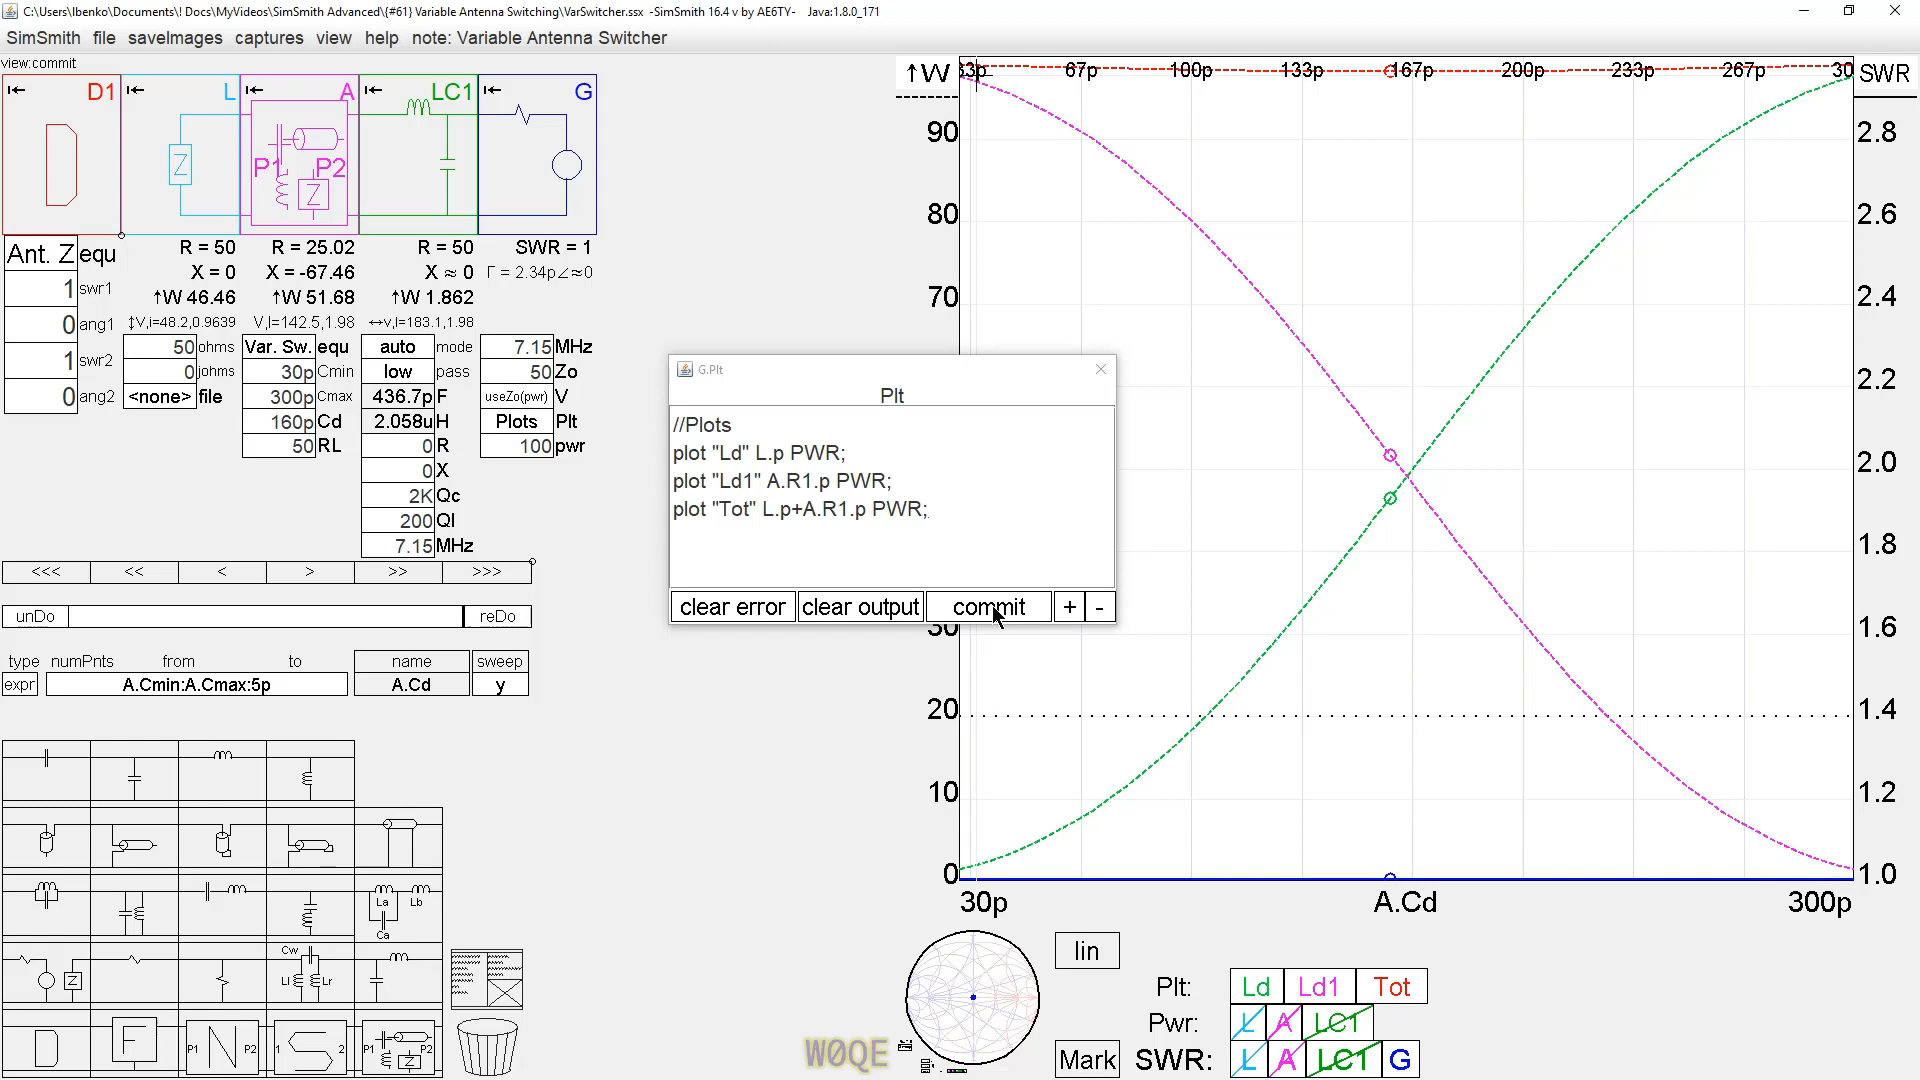 C:\Users\lbenko\Documents\! Docs\MyVideos\SimSmith Advanced\{#61} Variable Antenna Switching\VarSwitcher.ssx -SimSmith 16.4 v by AE6TY- Java:1.8.0_171
SimSmith file saveImages captures view help note: Variable Antenna Switcher
view:commit
D1 L A LC1 G
Z
P1 P2
Z
Ant. Z equ
1 swr1
0 ang1
1 swr2
0 ang2
R = 50
X = 0
↑W 46.46
↕V,i=48.2,0.9639
50 ohms
0 johms
<none> file
R = 25.02
X = -67.46
↑W 51.68
V,I=142.5,1.98
Var. Sw. equ
30p Cmin
300p Cmax
160p Cd
50 RL
R = 50
X ≈ 0
↑W 1.862
↔v,I=183.1,1.98
auto mode
low pass
436.7p F
2.058u H
0 R
0 X
2K Qc
200 Ql
7.15 MHz
SWR = 1
Γ = 2.34p∠≈0
7.15 MHz
50 Zo
useZo(pwr) V
Plots Plt
100 pwr
<<< << < > >> >>>
unDo reDo
type numPnts from to name sweep
expr A.Cmin:A.Cmax:5p A.Cd y
La Lb
Ca
Cw
Z Ll Lr
D F P1 N P2 1 S 2 P1 P2 Z
G.Plt
Plt
//Plots
plot "Ld" L.p PWR;
plot "Ld1" A.R1.p PWR;
plot "Tot" L.p+A.R1.p PWR;
clear error clear output commit + -
↑W 33p 67p 100p 133p 167p 200p 233p 267p 30 SWR
90 2.8
80 2.6
70 2.4
2.2
2.0
1.8
30 1.6
20 1.4
10 1.2
0 1.0
30p A.Cd 300p
lin
Plt: Ld Ld1 Tot
Pwr: L A LC1
Mark SWR: L A LC1 G
W0QE